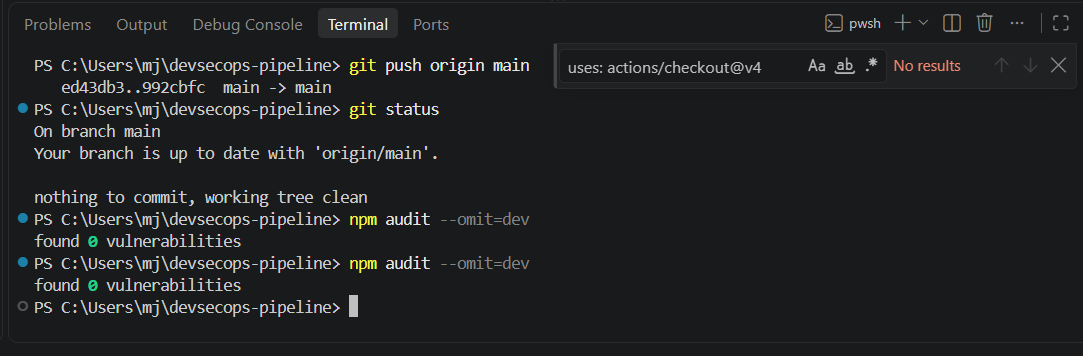 Problems Output Debug Console Terminal Ports pwsh
uses: actions/checkout@v4 Aa ab .* No results
PS C:\Users\mj\devsecops-pipeline> git push origin main
   ed43db3..992cbfc  main -> main
PS C:\Users\mj\devsecops-pipeline> git status
On branch main
Your branch is up to date with 'origin/main'.

nothing to commit, working tree clean
PS C:\Users\mj\devsecops-pipeline> npm audit --omit=dev
found 0 vulnerabilities
PS C:\Users\mj\devsecops-pipeline> npm audit --omit=dev
found 0 vulnerabilities
PS C:\Users\mj\devsecops-pipeline>